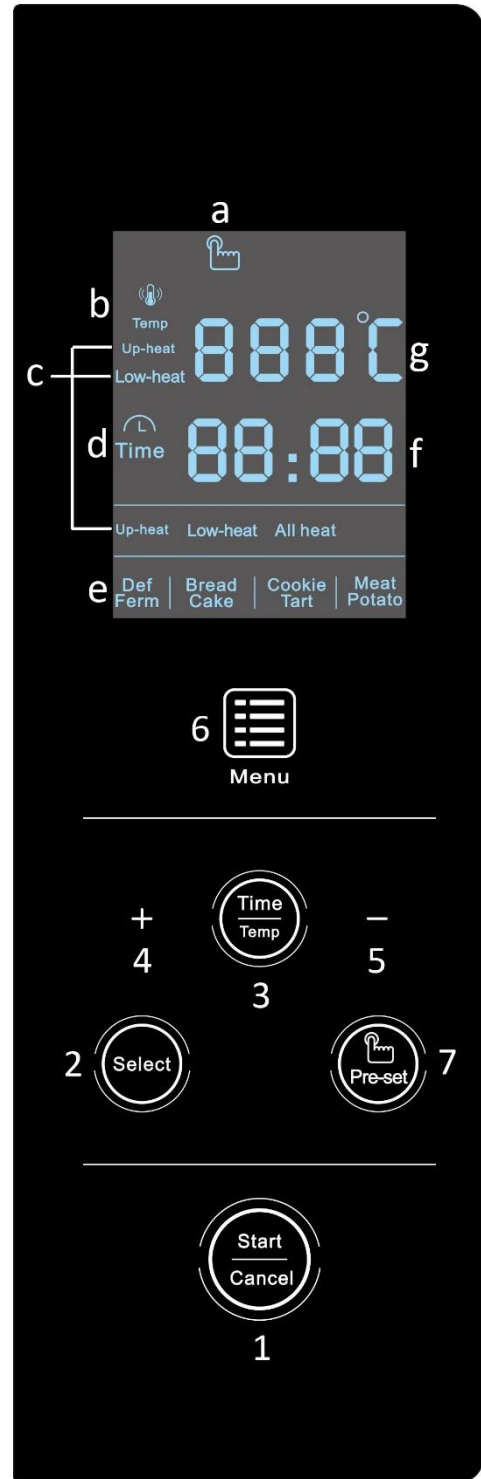 a
b
Temp
Up-heat
888°C g
c
Low-heat
d
Time
88:88 f
Up-heat Low-heat All heat
e
Def Ferm | Bread Cake | Cookie Tart | Meat Potato
6
Menu
Time
Temp
+ −
4 5
3
2 Select
Pre-set 7
Start
Cancel
1